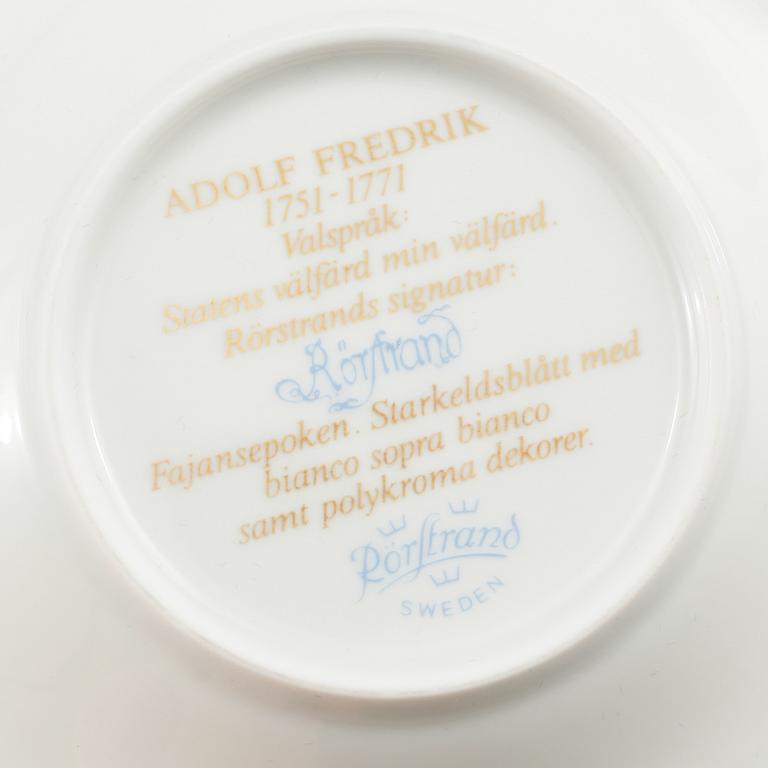 ADOLF FREDRIK
1751-1771
Valspråk:
Statens välfärd min välfärd.
Rörstrands signatur:
Rörstrand
Fajansepoken. Starkeldsblått med
bianco sopra bianco
samt polykroma dekorer.
Rörstrand
SWEDEN